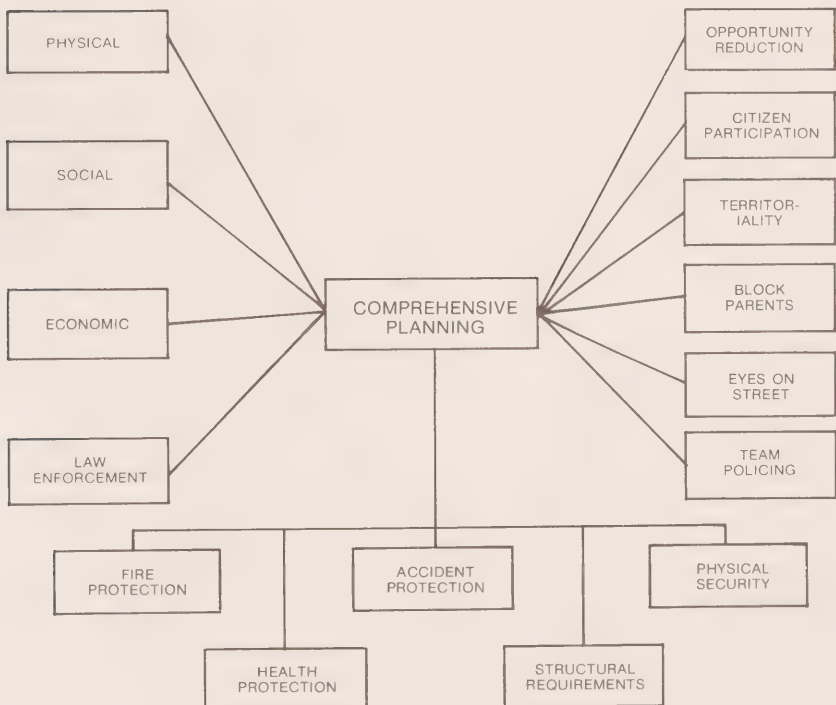 PHYSICAL
SOCIAL
ECONOMIC
LAW
ENFORCEMENT
COMPREHENSIVE
PLANNING
OPPORTUNITY
REDUCTION
CITIZEN
PARTICIPATION
TERRITOR-
IALITY
BLOCK
PARENTS
EYES ON
STREET
TEAM
POLICING
FIRE
PROTECTION
HEALTH
PROTECTION
ACCIDENT
PROTECTION
STRUCTURAL
REQUIREMENTS
PHYSICAL
SECURITY